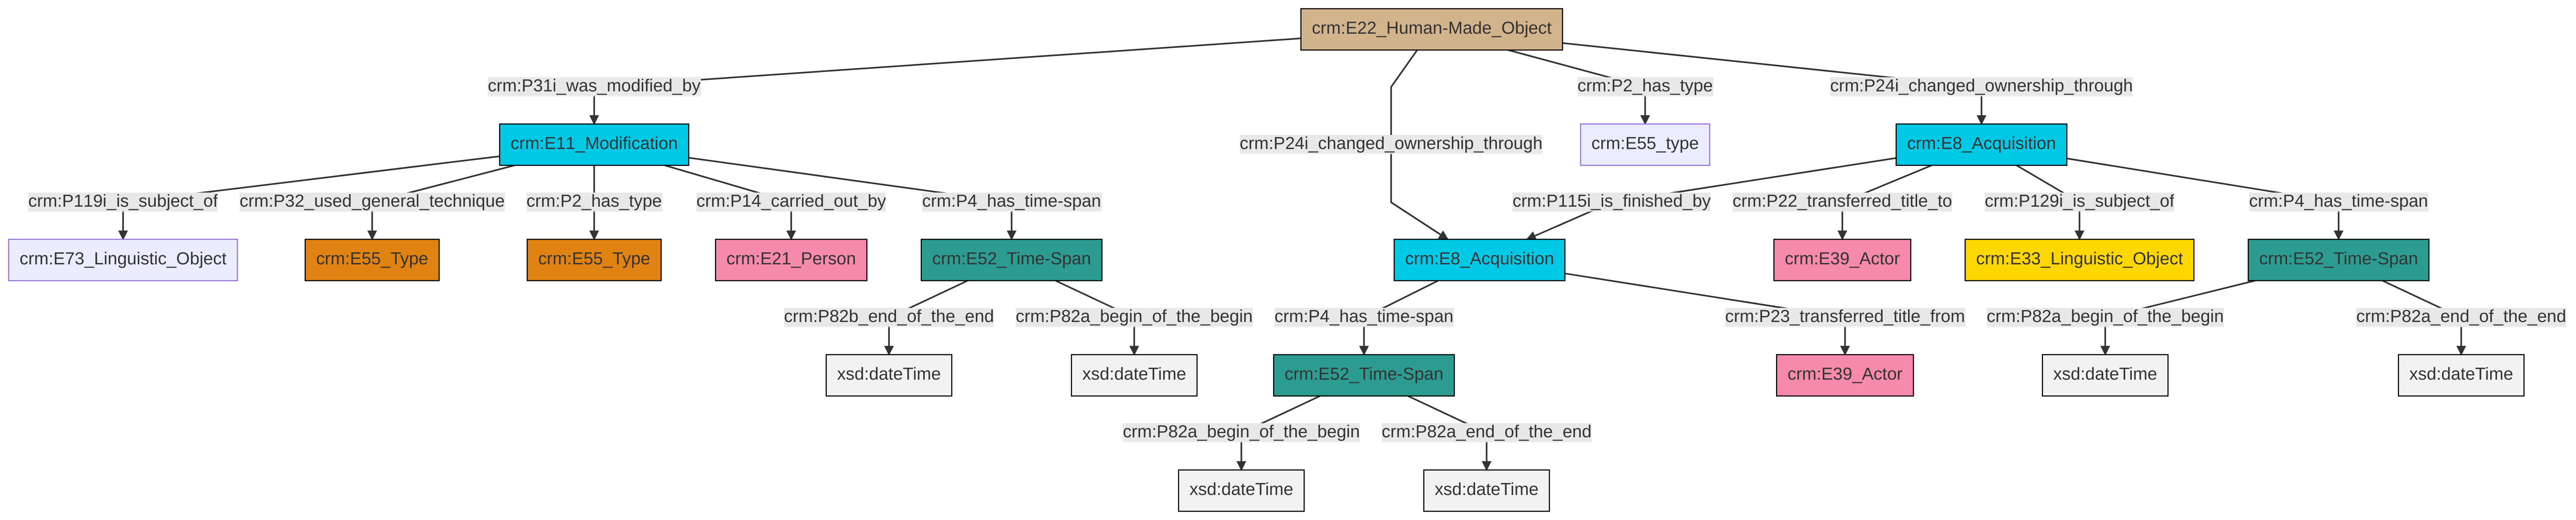 crm:E22_Human-Made_Object
crm:P31i_was_modified_by
crm:P2_has_type
crm:P24i_changed_ownership_through
crm:P24i_changed_ownership_through
crm:E11_Modification
crm:E55_type
crm:E8_Acquisition
crm:P119i_is_subject_of
crm:P32_used_general_technique
crm:P2_has_type
crm:P14_carried_out_by
crm:P4_has_time-span
crm:P115i_is_finished_by
crm:P22_transferred_title_to
crm:P129i_is_subject_of
crm:P4_has_time-span
crm:E73_Linguistic_Object
crm:E55_Type
crm:E55_Type
crm:E21_Person
crm:E52_Time-Span
crm:E8_Acquisition
crm:E39_Actor
crm:E33_Linguistic_Object
crm:E52_Time-Span
crm:P82b_end_of_the_end
crm:P82a_begin_of_the_begin
crm:P4_has_time-span
crm:P23_transferred_title_from
crm:P82a_begin_of_the_begin
crm:P82a_end_of_the_end
xsd:dateTime
xsd:dateTime
crm:E52_Time-Span
crm:E39_Actor
xsd:dateTime
xsd:dateTime
crm:P82a_begin_of_the_begin
crm:P82a_end_of_the_end
xsd:dateTime
xsd:dateTime